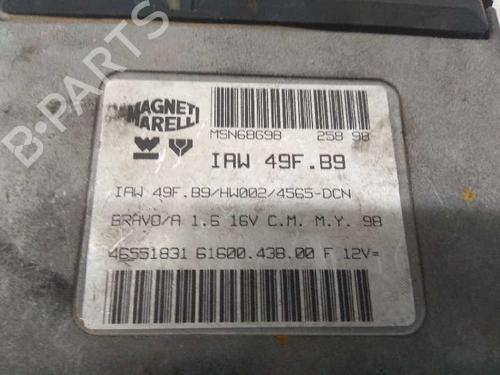 MAGNETI
MARELLI
MSN68698 258 98
IAW 49F.B9
IAW 49F.B9/HW002/4565-DCN
BRAVO/A 1.6 16V C.M. M.Y. 98
46551831 61600.438.00 F 12V=
B-PARTS